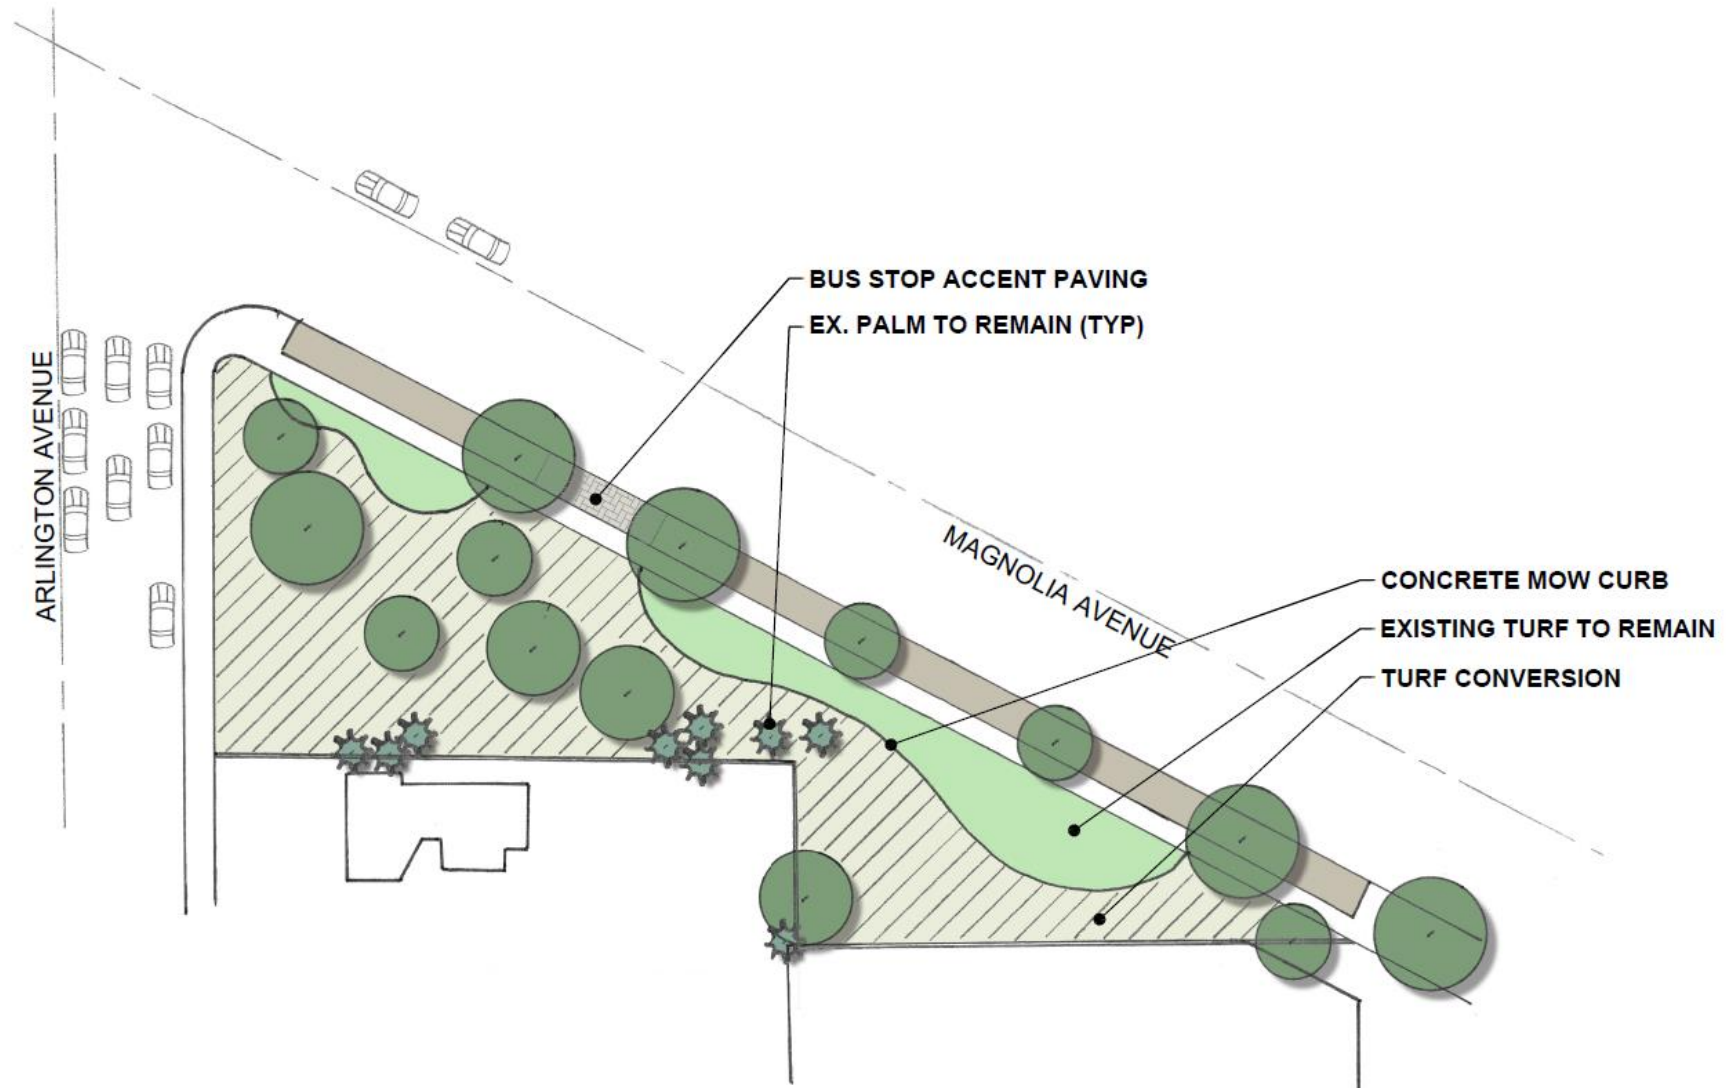 BUS STOP ACCENT PAVING
EX. PALM TO REMAIN (TYP)
ARLINGTON AVENUE
MAGNOLIA AVENUE
CONCRETE MOW CURB
EXISTING TURF TO REMAIN
TURF CONVERSION